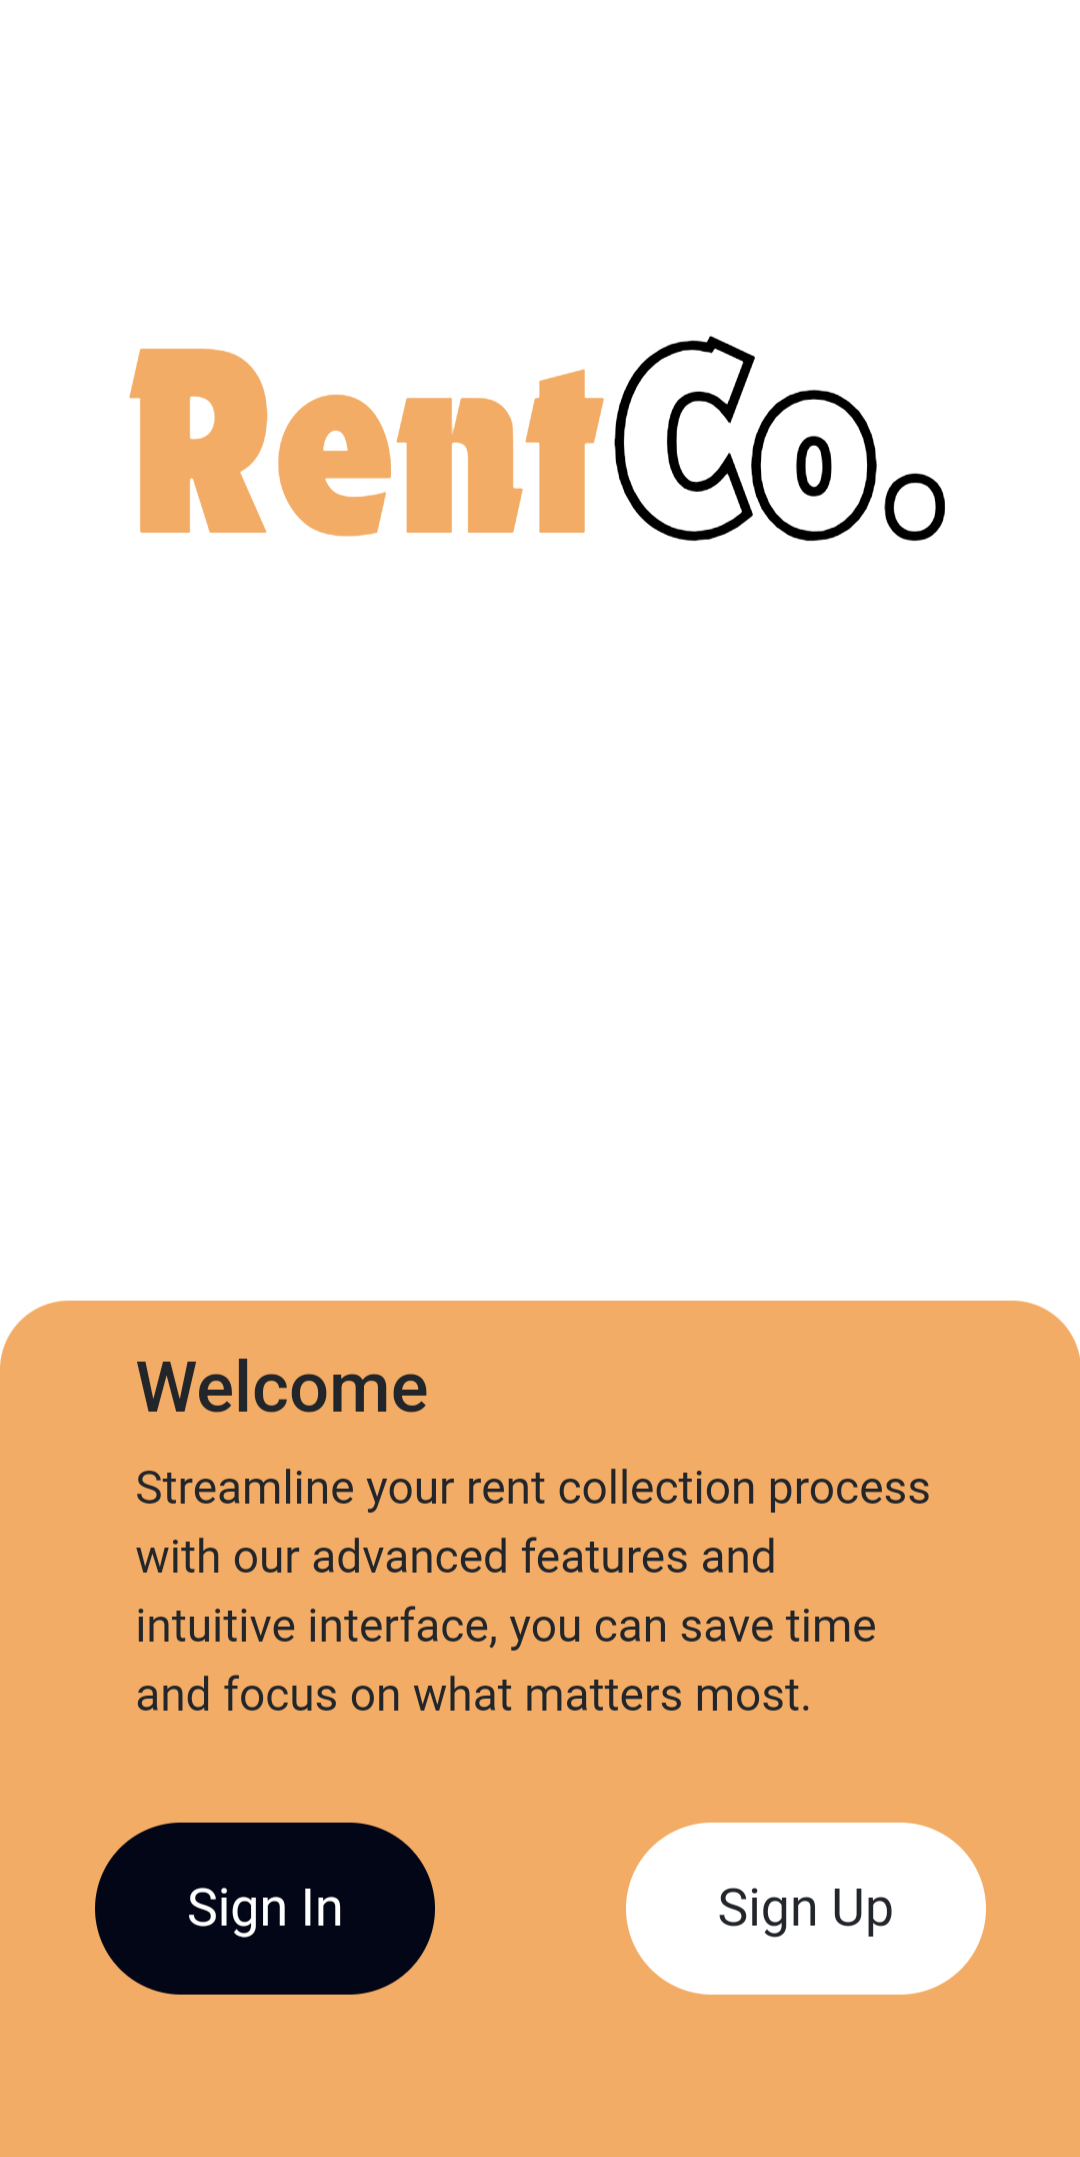 RentCo.
Welcome
Streamline your rent collection process
with our advanced features and
intuitive interface, you can save time
and focus on what matters most.
Sign In
Sign Up